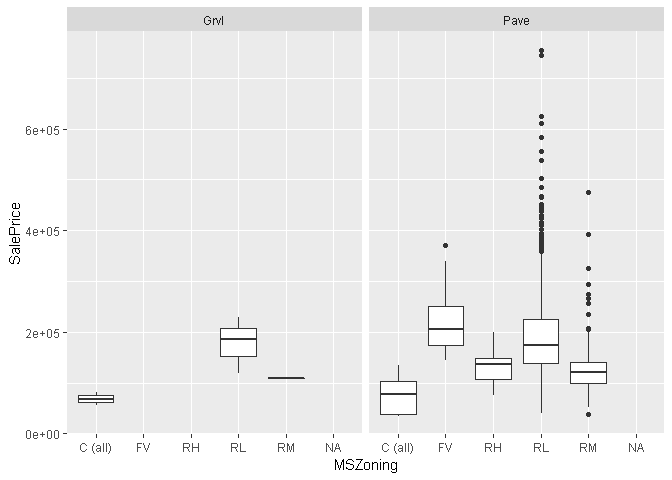 Grvl Pave
6e+05
4e+05
2e+05
0e+00
SalePrice
C (all) FV RH RL RM NA C (all) FV RH RL RM NA
MSZoning